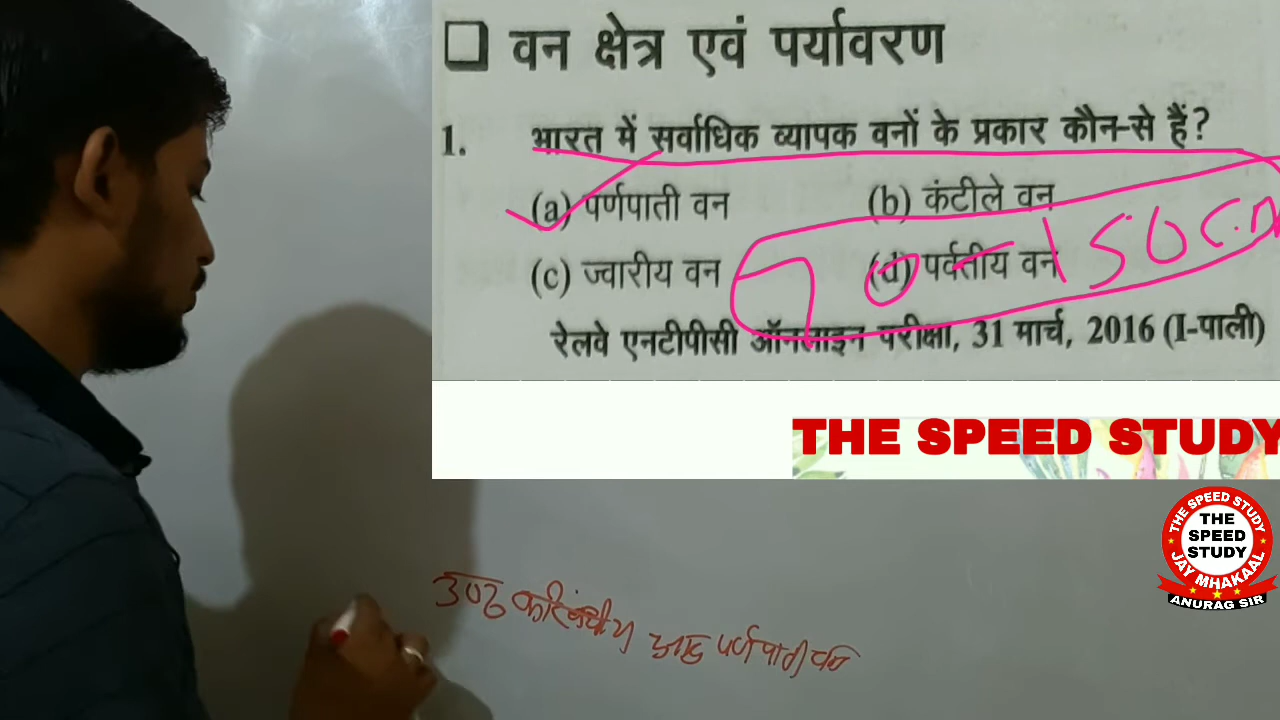 वन क्षेत्र एवं पर्यावरण
1. भारत में सर्वाधिक व्यापक वनों के प्रकार कौन-से हैं?
(a) पर्णपाती वन (b) कंटीले वन
(c) ज्वारीय वन (d) पर्वतीय वन
150 C.M
रेलवे एनटीपीसी ऑनलाइन परीक्षा, 31 मार्च, 2016 (I-पाली)
THE SPEED STUDY
THE SPEED STUDY
THE
SPEED
STUDY
JAY MHAKAAL
ANURAG SIR
उष्ण कटिबंधीय आर्द्र पर्णपाती वन